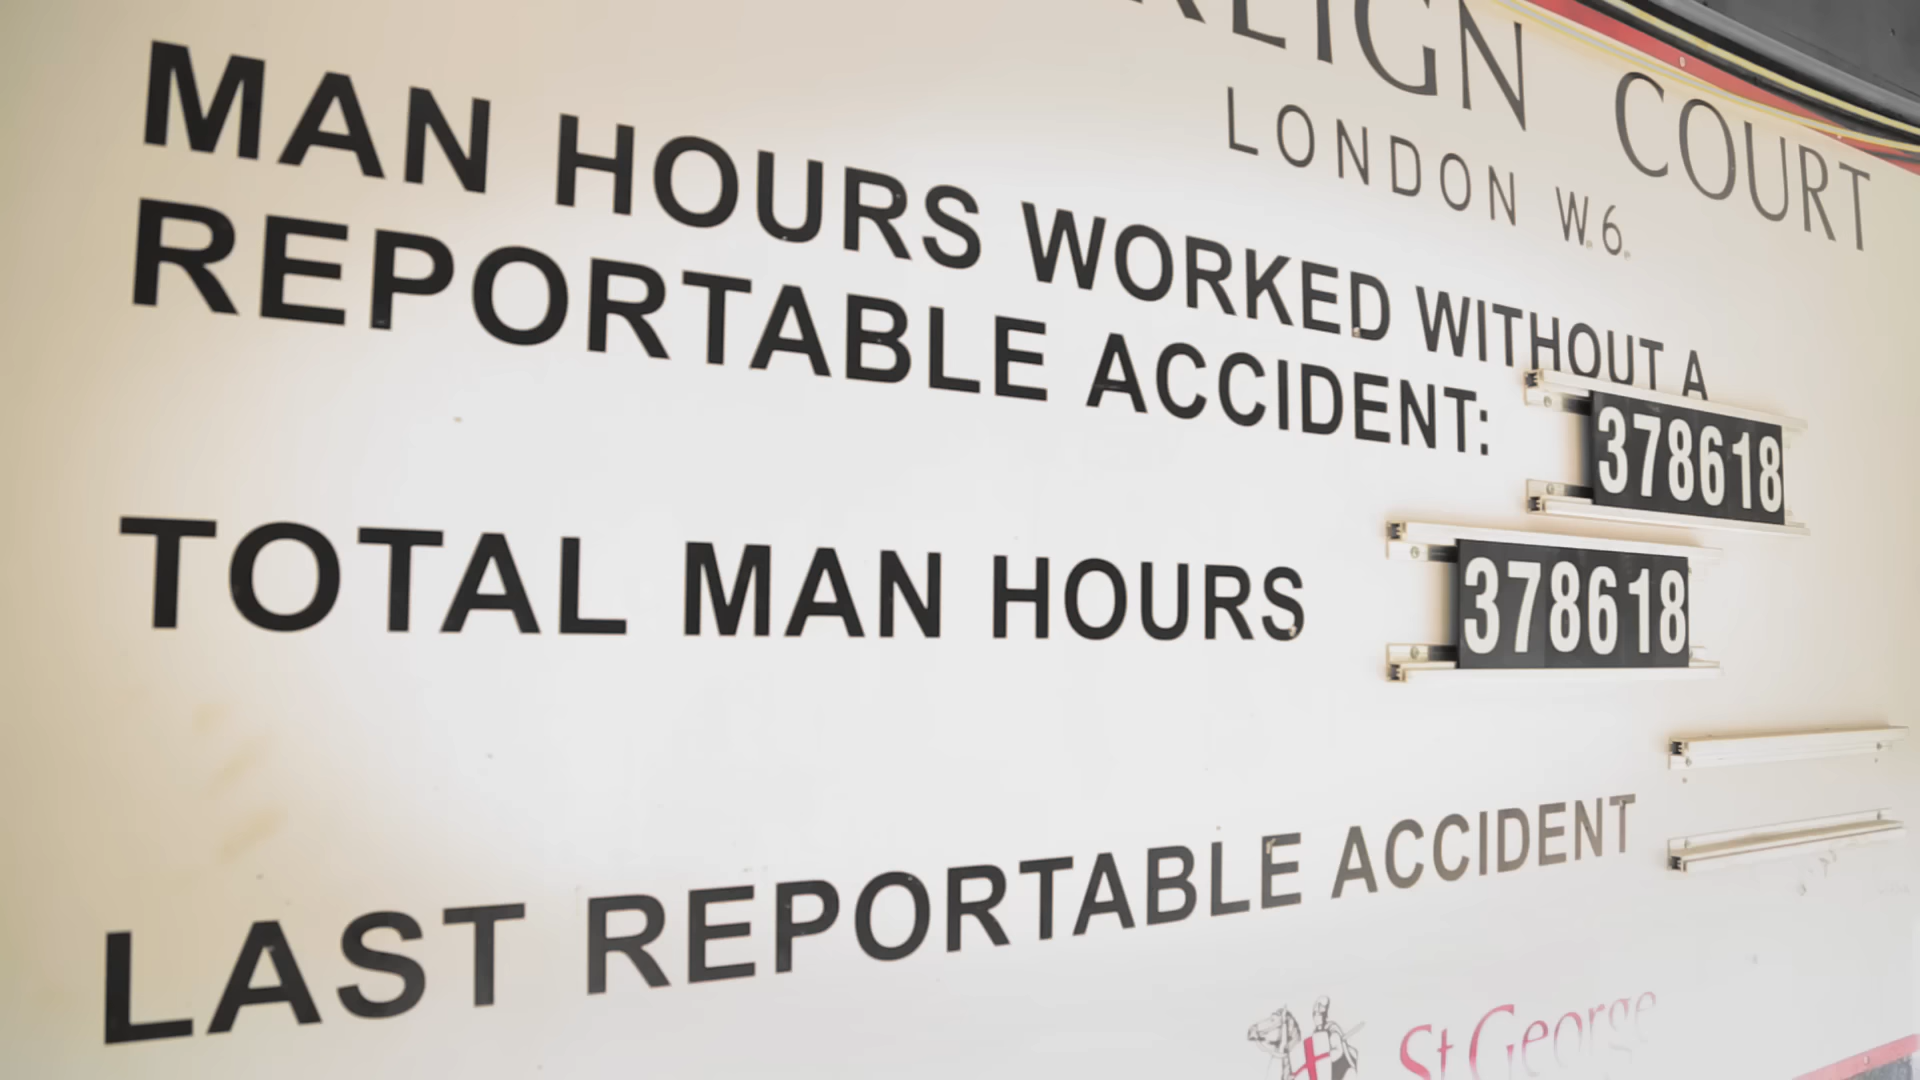 REIGN COURT
LONDON W.6.
MAN HOURS WORKED WITHOUT A
REPORTABLE ACCIDENT: 378618
TOTAL MAN HOURS 378618
LAST REPORTABLE ACCIDENT
St George